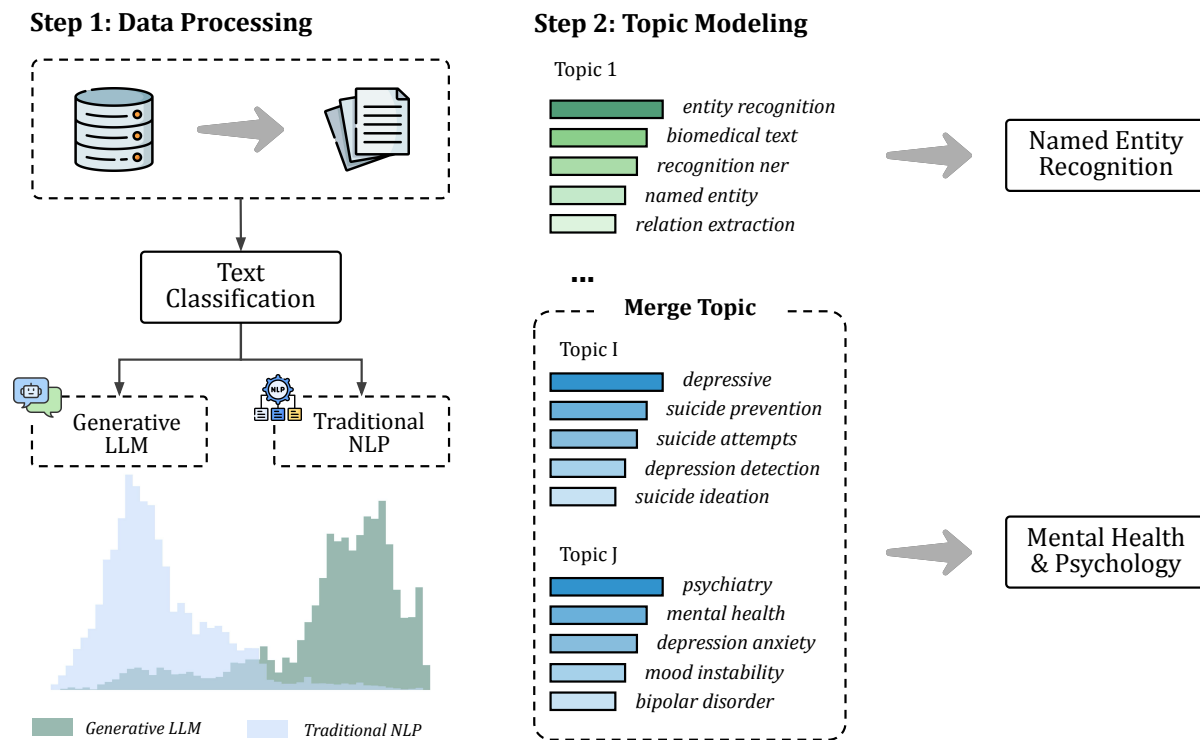 Step 1: Data Processing
Text
Classification
NLP
Generative
LLM
Traditional
NLP
Generative LLM
Traditional NLP
Step 2: Topic Modeling
Topic 1
entity recognition
biomedical text
recognition ner
named entity
relation extraction
Named Entity
Recognition
...
Merge Topic
Topic I
depressive
suicide prevention
suicide attempts
depression detection
suicide ideation
Topic J
psychiatry
mental health
depression anxiety
mood instability
bipolar disorder
Mental Health
& Psychology